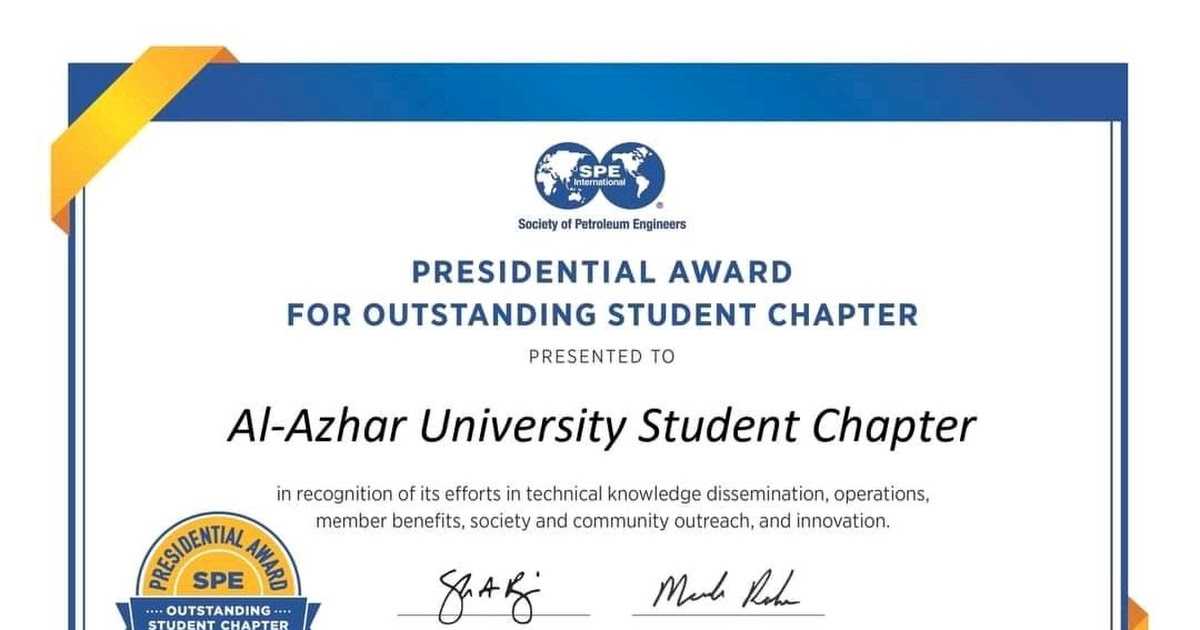 SPE
International
®
Society of Petroleum Engineers
PRESIDENTIAL AWARD
FOR OUTSTANDING STUDENT CHAPTER
PRESENTED TO
Al-Azhar University Student Chapter
in recognition of its efforts in technical knowledge dissemination, operations,
member benefits, society and community outreach, and innovation.
PRESIDENTIAL AWARD
SPE
···· OUTSTANDING ····
STUDENT CHAPTER